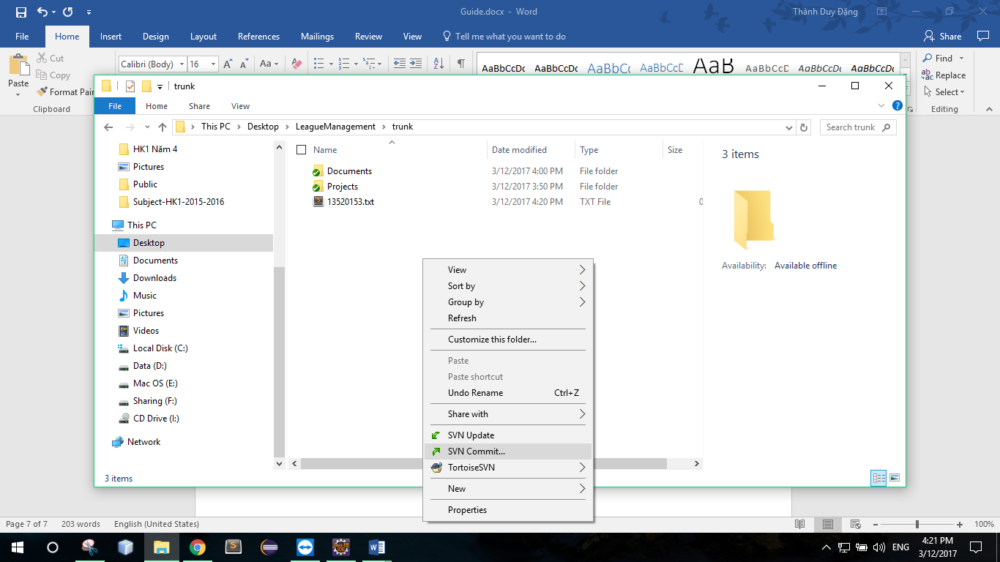 Guide.docx - Word
Thành Duy Đặng
File Home Insert Design Layout References Mailings Review View Tell me what you want to do Share
Cut
Copy
Format Pain
Paste
Clipboard
Calibri (Body) 16 Aa
AaBbCcDc AaBbCcDc AaBbCc AaBbCcD AaB AaBbCcD AaBbCcDt AaBbCcDt
Find
Replace
Select
Editing
trunk
File Home Share View
This PC Desktop LeagueManagement trunk
Search trunk
HK1 Năm 4
Pictures
Public
Subject-HK1-2015-2016
This PC
Desktop
Documents
Downloads
Music
Pictures
Videos
Local Disk (C:)
Data (D:)
Mac OS (E:)
Sharing (F:)
CD Drive (I:)
Network
Name Date modified Type Size
Documents 3/12/2017 4:00 PM File folder
Projects 3/12/2017 3:50 PM File folder
13520153.txt 3/12/2017 4:20 PM TXT File 0
3 items
Availability: Available offline
View
Sort by
Group by
Refresh
Customize this folder...
Paste
Paste shortcut
Undo Rename Ctrl+Z
Share with
SVN Update
SVN Commit...
TortoiseSVN
New
Properties
3 items
Page 7 of 7 203 words English (United States)
100%
ENG
4:21 PM
3/12/2017